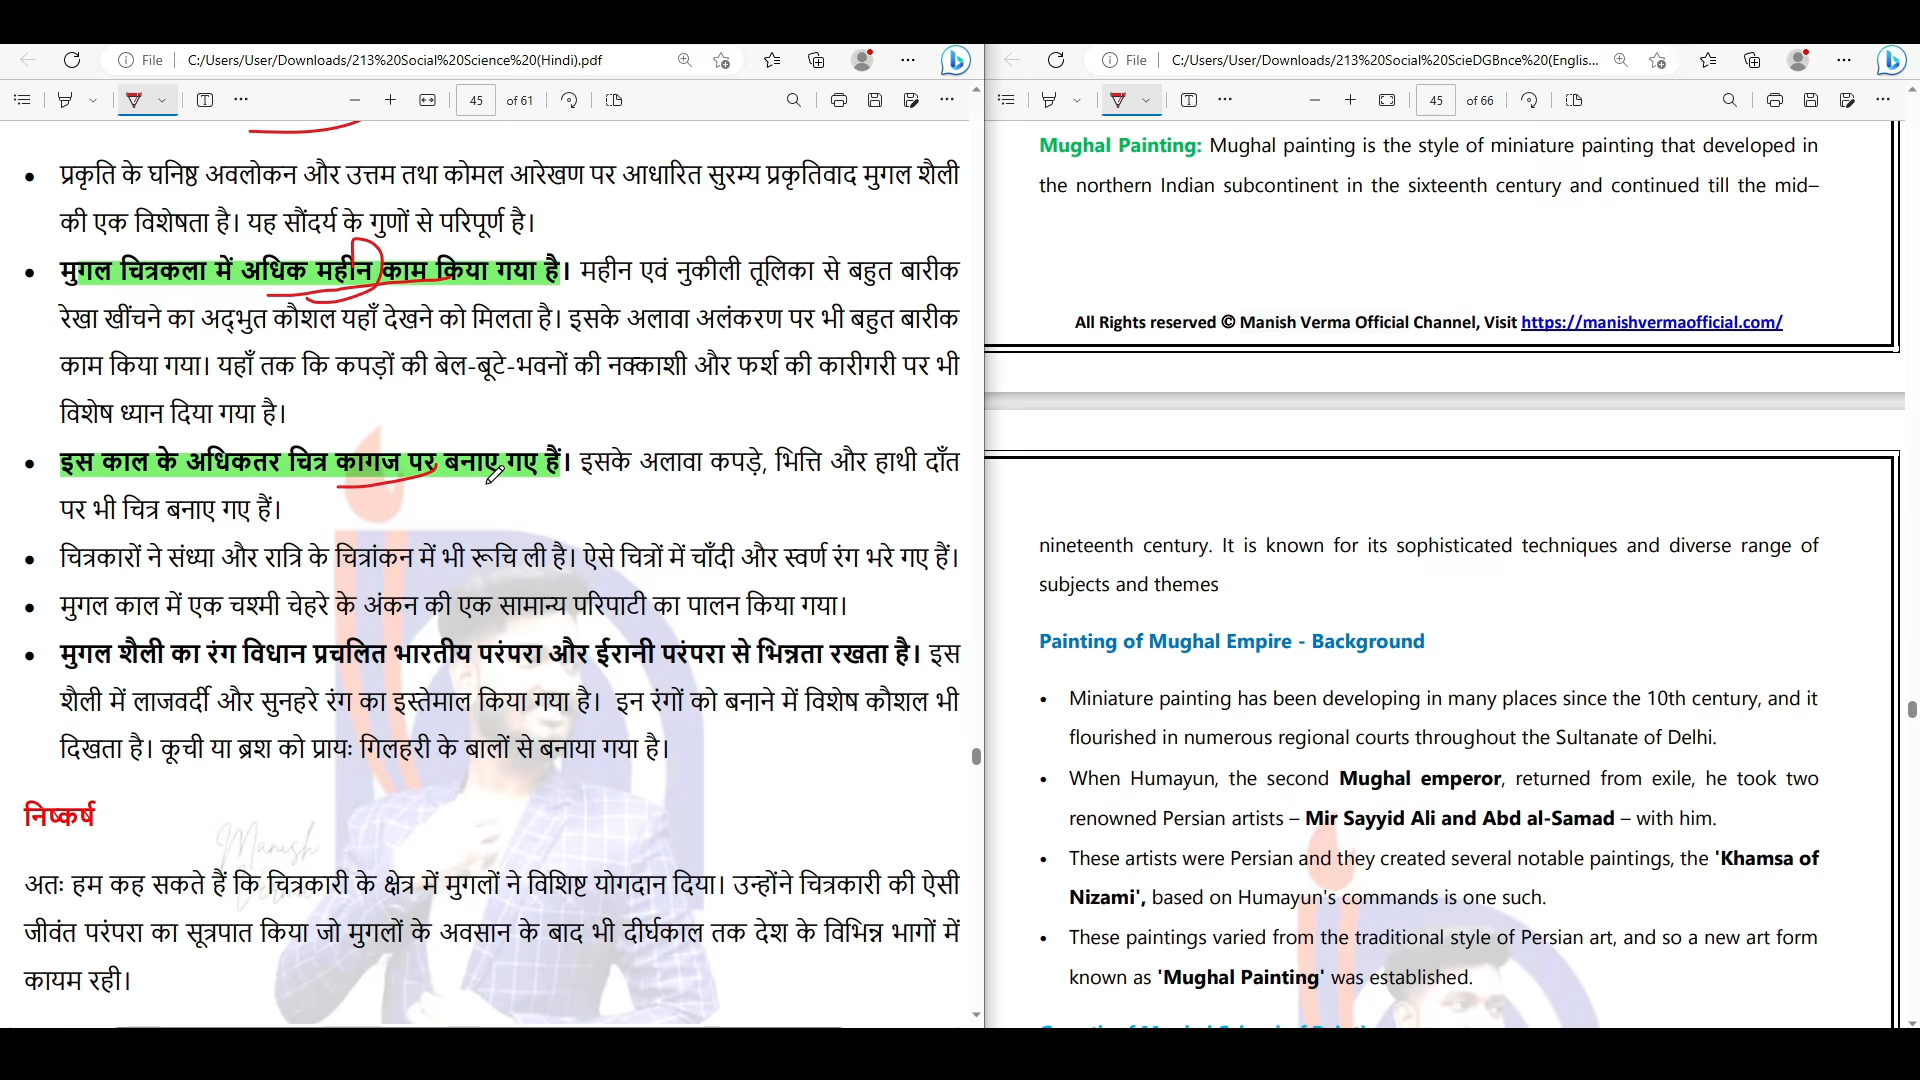 File
C:/Users/User/Downloads/213%20Social%20Science%20(Hindi).pdf
45 of 61
प्रकृति के घनिष्ठ अवलोकन और उत्तम तथा कोमल आरेखण पर आधारित सुरम्य प्रकृतिवाद मुगल शैली
की एक विशेषता है। यह सौंदर्य के गुणों से परिपूर्ण है।
मुगल चित्रकला में अधिक महीन काम किया गया है। महीन एवं नुकीली तूलिका से बहुत बारीक
रेखा खींचने का अद्भुत कौशल यहाँ देखने को मिलता है। इसके अलावा अलंकरण पर भी बहुत बारीक
काम किया गया। यहाँ तक कि कपड़ों की बेल-बूटे-भवनों की नक्काशी और फर्श की कारीगरी पर भी
विशेष ध्यान दिया गया है।
इस काल के अधिकतर चित्र कागज पर बनाए गए हैं। इसके अलावा कपड़े, भित्ति और हाथी दाँत
पर भी चित्र बनाए गए हैं।
चित्रकारों ने संध्या और रात्रि के चित्रांकन में भी रूचि ली है। ऐसे चित्रों में चाँदी और स्वर्ण रंग भरे गए हैं।
मुगल काल में एक चश्मी चेहरे के अंकन की एक सामान्य परिपाटी का पालन किया गया।
मुगल शैली का रंग विधान प्रचलित भारतीय परंपरा और ईरानी परंपरा से भिन्नता रखता है। इस
शैली में लाजवर्दी और सुनहरे रंग का इस्तेमाल किया गया है। इन रंगों को बनाने में विशेष कौशल भी
दिखता है। कूची या ब्रश को प्रायः गिलहरी के बालों से बनाया गया है।
निष्कर्ष
Manish
Verma
अतः हम कह सकते हैं कि चित्रकारी के क्षेत्र में मुगलों ने विशिष्ट योगदान दिया। उन्होंने चित्रकारी की ऐसी
जीवंत परंपरा का सूत्रपात किया जो मुगलों के अवसान के बाद भी दीर्घकाल तक देश के विभिन्न भागों में
कायम रही।
File
C:/Users/User/Downloads/213%20Social%20ScieDGBnce%20(Englis...
45 of 66
Mughal Painting: Mughal painting is the style of miniature painting that developed in
the northern Indian subcontinent in the sixteenth century and continued till the mid–
All Rights reserved © Manish Verma Official Channel, Visit https://manishvermaofficial.com/
nineteenth century. It is known for its sophisticated techniques and diverse range of
subjects and themes
Painting of Mughal Empire - Background
Miniature painting has been developing in many places since the 10th century, and it
flourished in numerous regional courts throughout the Sultanate of Delhi.
When Humayun, the second Mughal emperor, returned from exile, he took two
renowned Persian artists – Mir Sayyid Ali and Abd al-Samad – with him.
These artists were Persian and they created several notable paintings, the 'Khamsa of
Nizami', based on Humayun's commands is one such.
These paintings varied from the traditional style of Persian art, and so a new art form
known as 'Mughal Painting' was established.